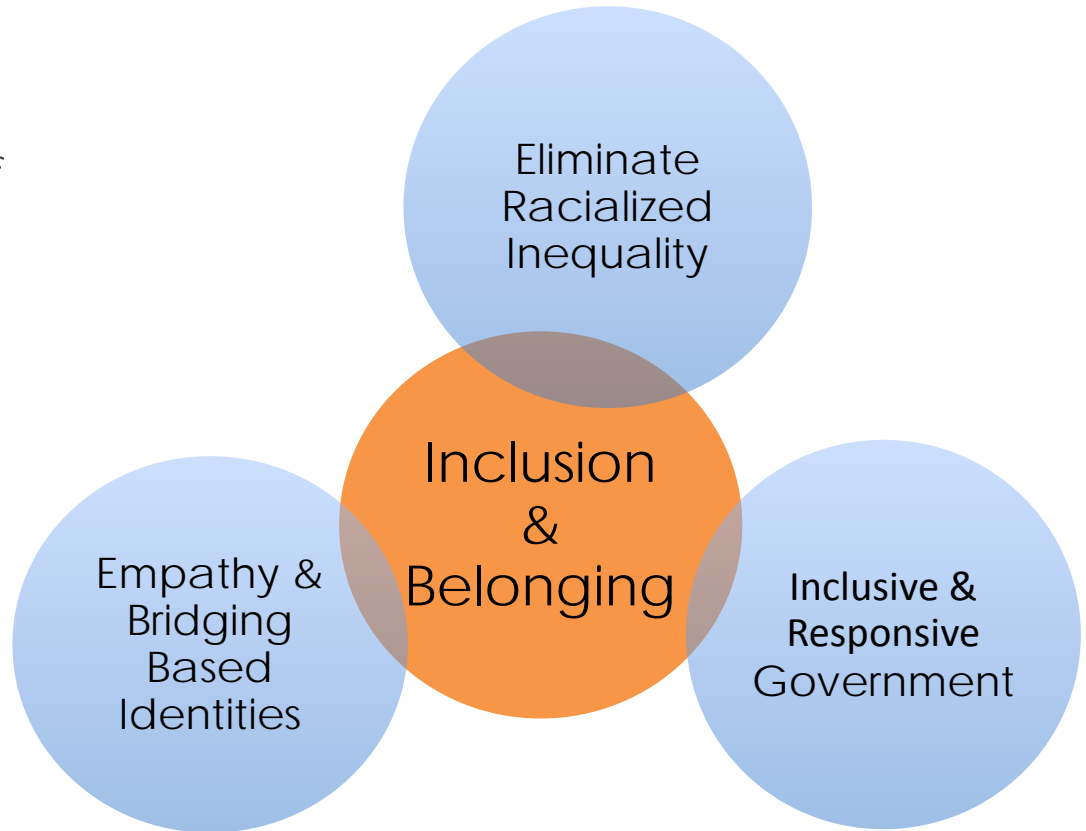 Eliminate
Racialized
Inequality
Inclusion
&
Belonging
Empathy &
Bridging
Based
Identities
Inclusive &
Responsive
Government